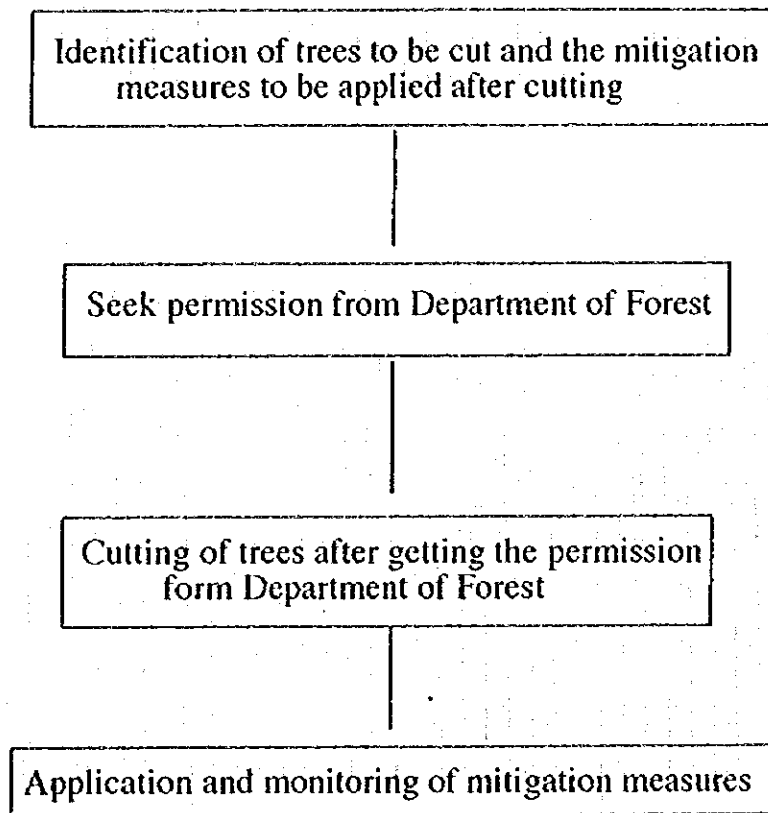 Identification of trees to be cut and the mitigation
measures to be applied after cutting
Seek permission from Department of Forest
Cutting of trees after getting the permission
form Department of Forest
Application and monitoring of mitigation measures